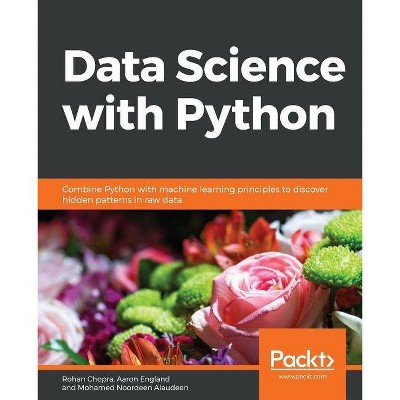 Data Science
with Python
Combine Python with machine learning principles to discover
hidden patterns in raw data
Rohan Chopra, Aaron England
and Mohamed Noordeen Alaudeen
Packt>
www.packt.com